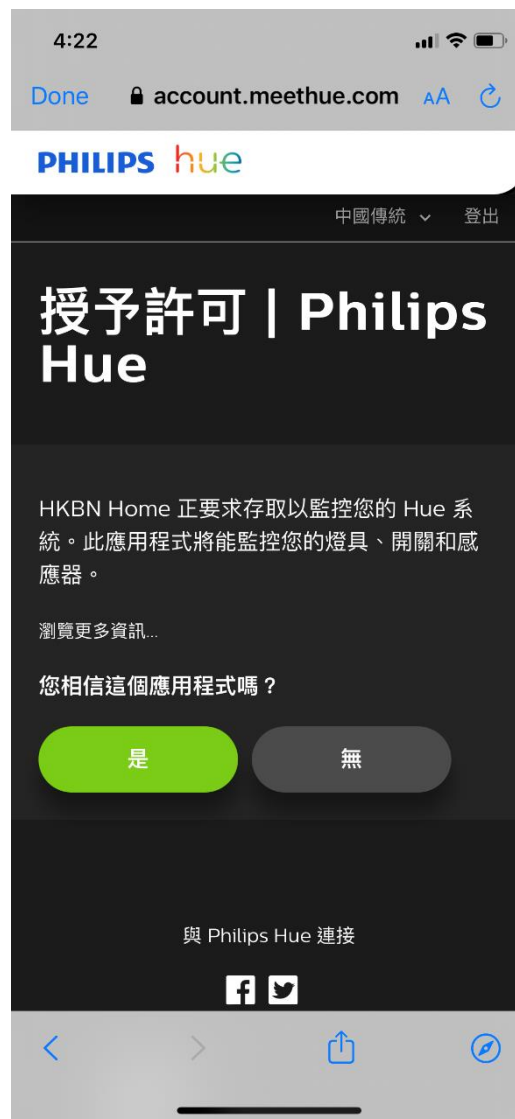 4:22
Done account.meethue.com AA
PHILIPS hue
中國傳統 登出
授予許可 | Philips
Hue
HKBN Home 正要求存取以監控您的 Hue 系
統。此應用程式將能監控您的燈具、開關和感
應器。
瀏覽更多資訊...
您相信這個應用程式嗎？
是 無
與 Philips Hue 連接